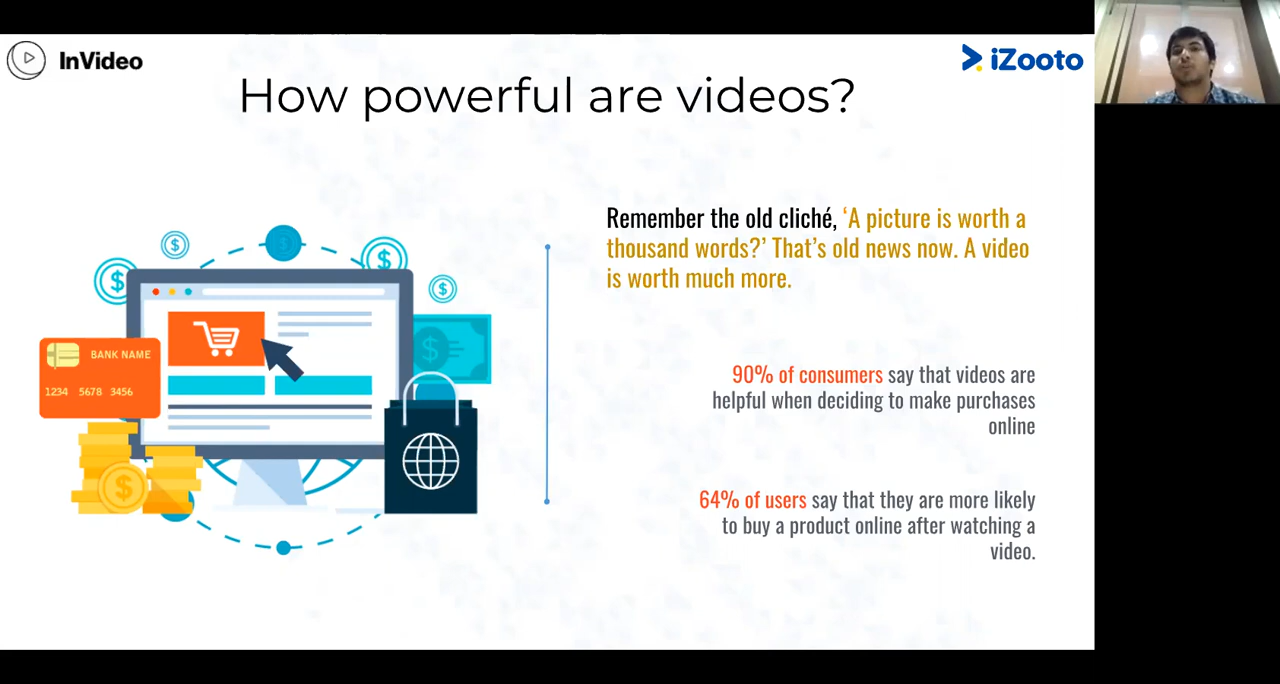 InVideo
iZooto
How powerful are videos?
Remember the old cliché, ‘A picture is worth a
thousand words?’ That’s old news now. A video
is worth much more.
90% of consumers say that videos are
helpful when deciding to make purchases
online
64% of users say that they are more likely
to buy a product online after watching a
video.
$
$
$
$
$
$
BANK NAME
1234 5678 3456
$